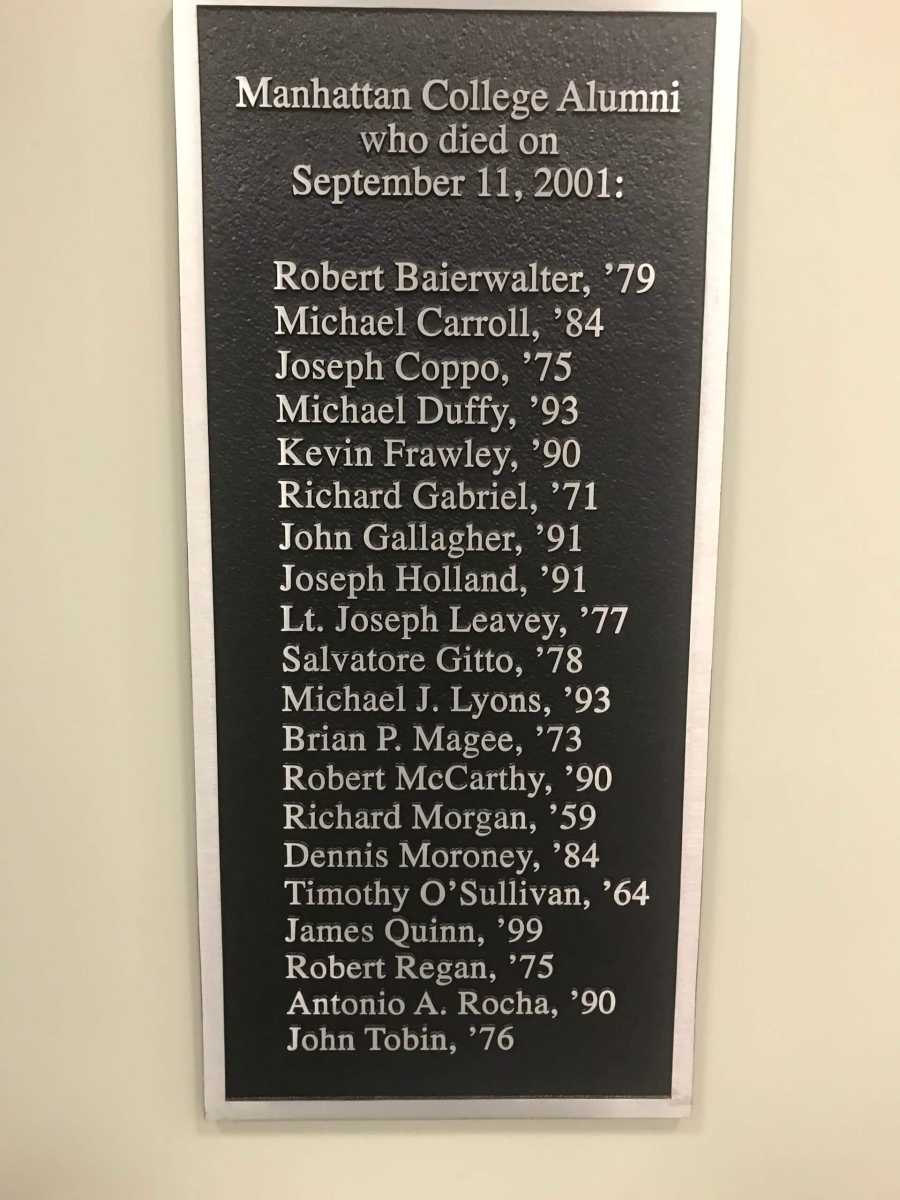 Manhattan College Alumni
who died on
September 11, 2001:
Robert Baierwalter, ’79
Michael Carroll, ’84
Joseph Coppo, ’75
Michael Duffy, ’93
Kevin Frawley, ’90
Richard Gabriel, ’71
John Gallagher, ’91
Joseph Holland, ’91
Lt. Joseph Leavey, ’77
Salvatore Gitto, ’78
Michael J. Lyons, ’93
Brian P. Magee, ’73
Robert McCarthy, ’90
Richard Morgan, ’59
Dennis Moroney, ’84
Timothy O’Sullivan, ’64
James Quinn, ’99
Robert Regan, ’75
Antonio A. Rocha, ’90
John Tobin, ’76